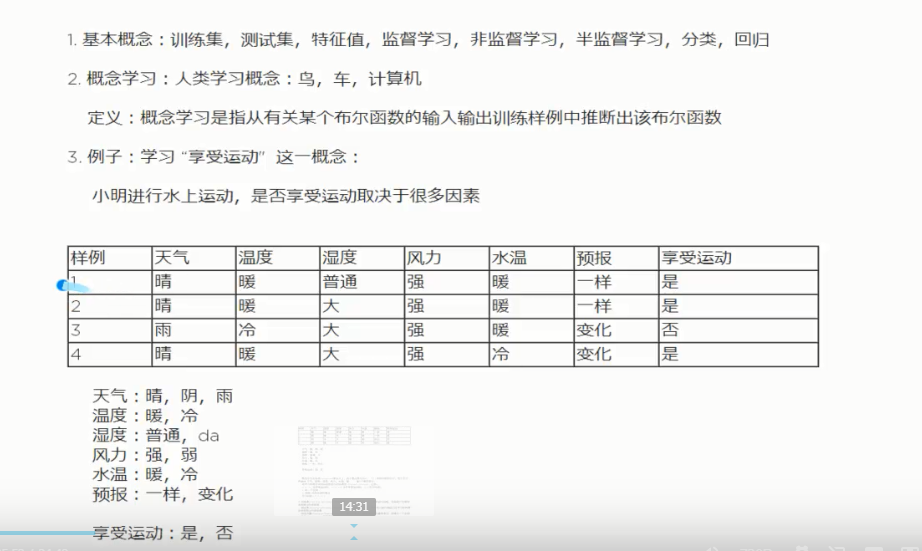 1. 基本概念：训练集，测试集，特征值，监督学习，非监督学习，半监督学习，分类，回归
2. 概念学习：人类学习概念：鸟，车，计算机
定义：概念学习是指从有关某个布尔函数的输入输出训练样例中推断出该布尔函数
3. 例子：学习 “享受运动” 这一概念：
小明进行水上运动，是否享受运动取决于很多因素
样例 天气 温度 湿度 风力 水温 预报 享受运动
1 晴 暖 普通 强 暖 一样 是
2 晴 暖 大 强 暖 一样 是
3 雨 冷 大 强 暖 变化 否
4 晴 暖 大 强 冷 变化 是
天气：晴，阴，雨
温度：暖，冷
湿度：普通，da
风力：强，弱
水温：暖，冷
预报：一样，变化
14:31
享受运动：是，否